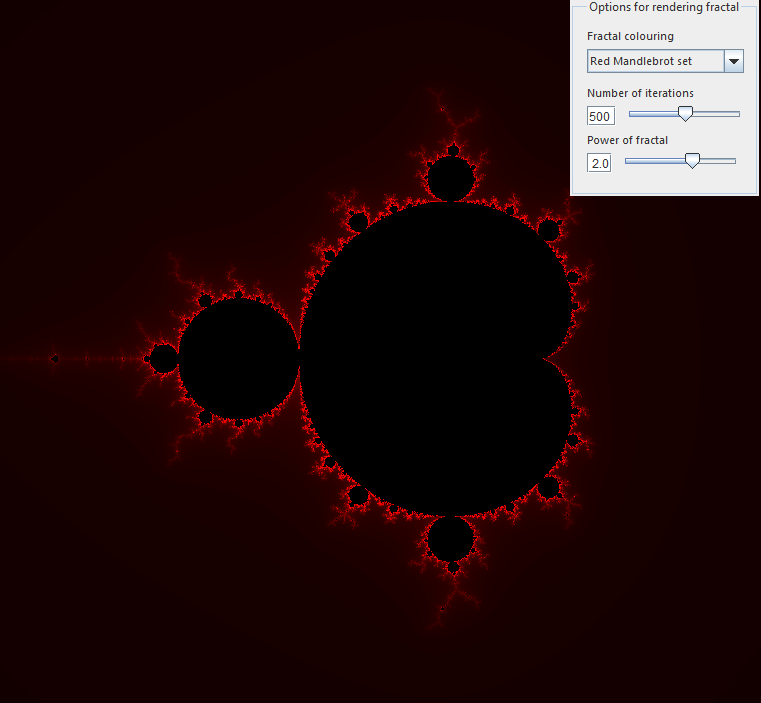 Options for rendering fractal
Fractal colouring
Red Mandlebrot set
Number of iterations
500
Power of fractal
2.0